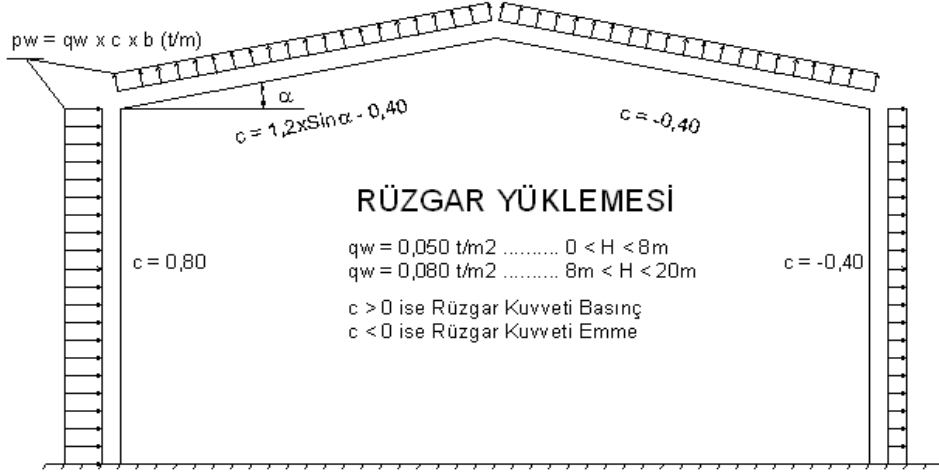 pw = qw x c x b (t/m)
α
c = 1,2xSinα - 0,40
c = -0,40
RÜZGAR YÜKLEMESİ
qw = 0,050 t/m2 .......... 0 < H < 8m
qw = 0,080 t/m2 .......... 8m < H < 20m
c = 0,80
c = -0,40
c > 0 ise Rüzgar Kuvveti Basınç
c < 0 ise Rüzgar Kuvveti Emme